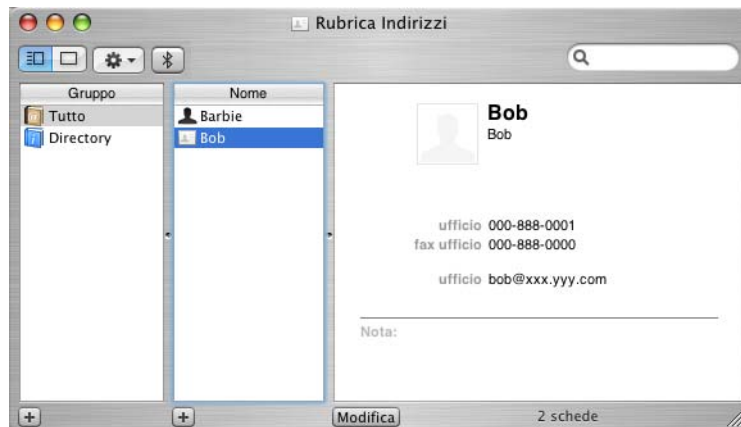 Rubrica Indirizzi
Gruppo
Tutto
Directory
Nome
Barbie
Bob
Bob
Bob
ufficio 000-888-0001
fax ufficio 000-888-0000
ufficio bob@xxx.yyy.com
Nota:
Modifica
2 schede